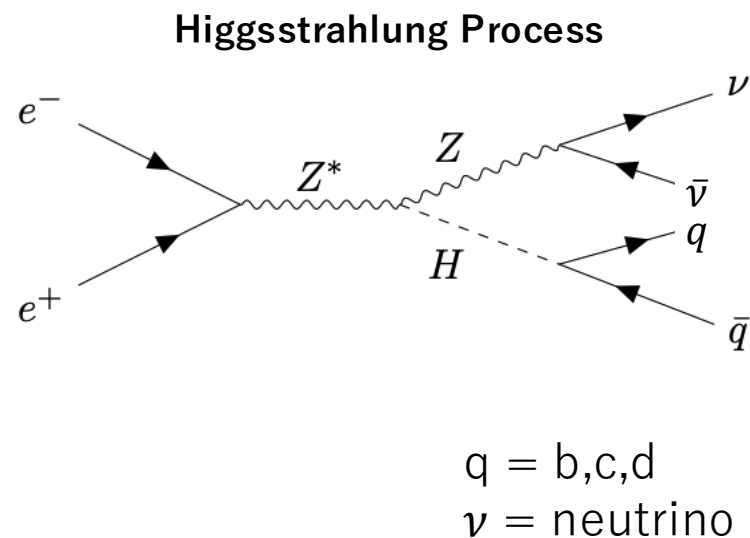 Higgsstrahlung Process
e⁻
e⁺
Z*
Z
H
ν
ν̄
q
q̄
q = b,c,d
ν = neutrino